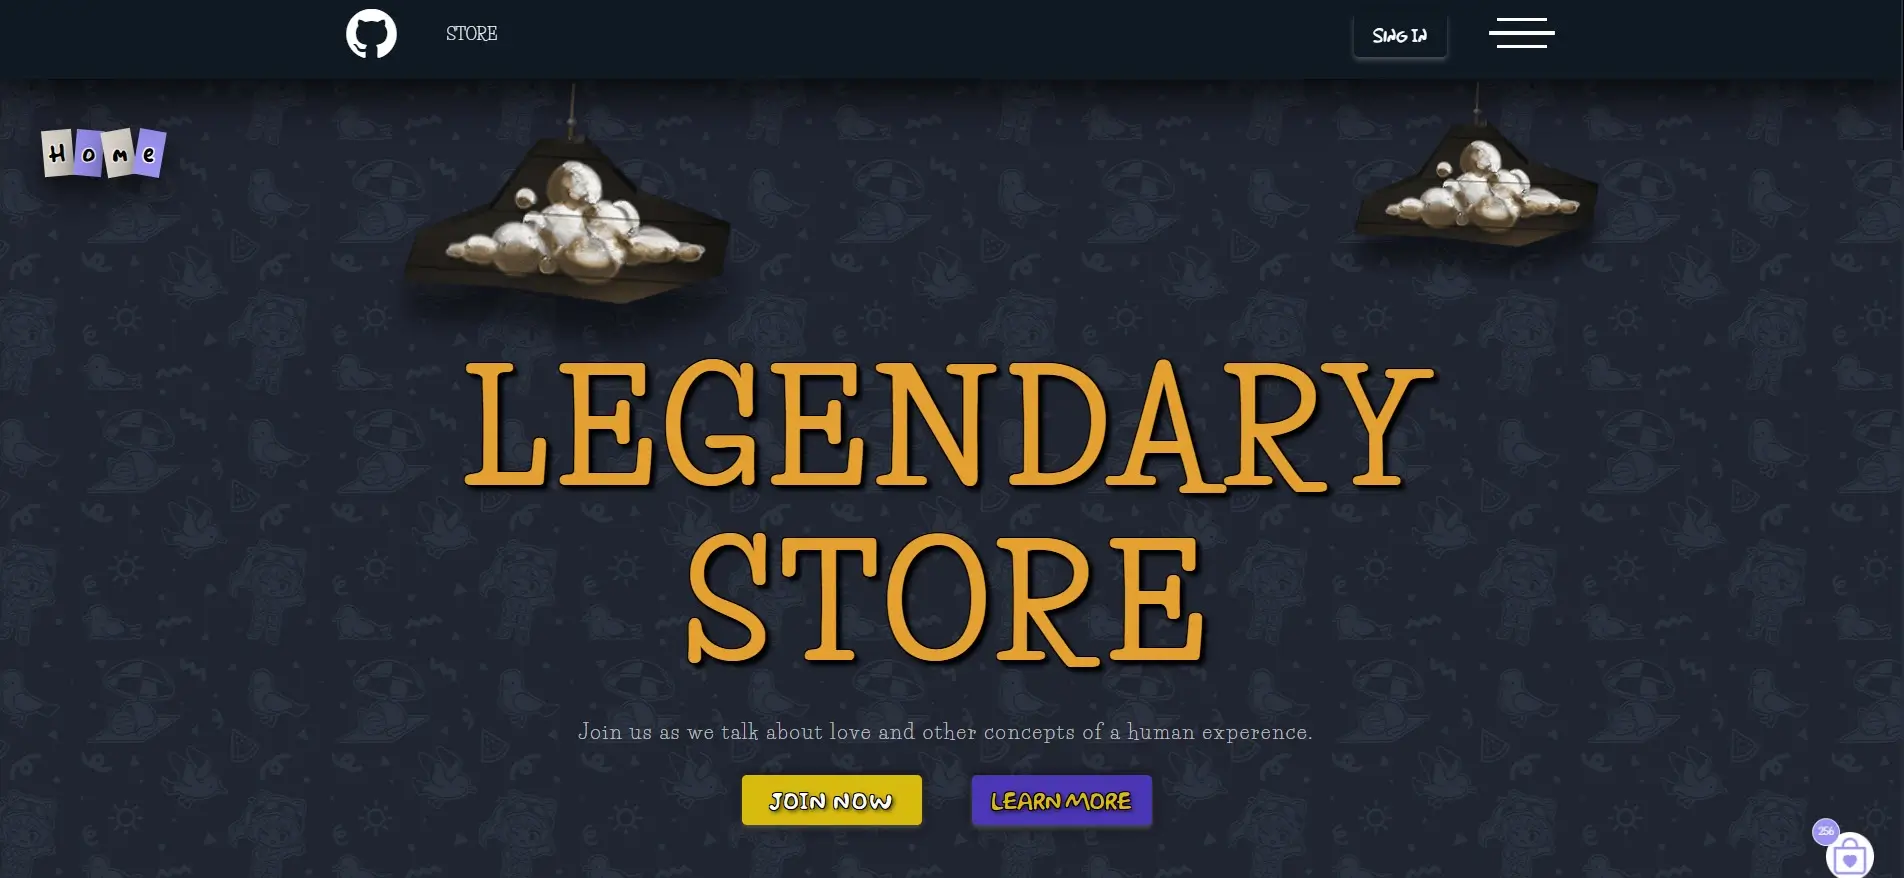 STORE
SING IN
Home
LEGENDARY
STORE
Join us as we talk about love and other concepts of a human experence.
JOIN NOW
LEARN MORE
256